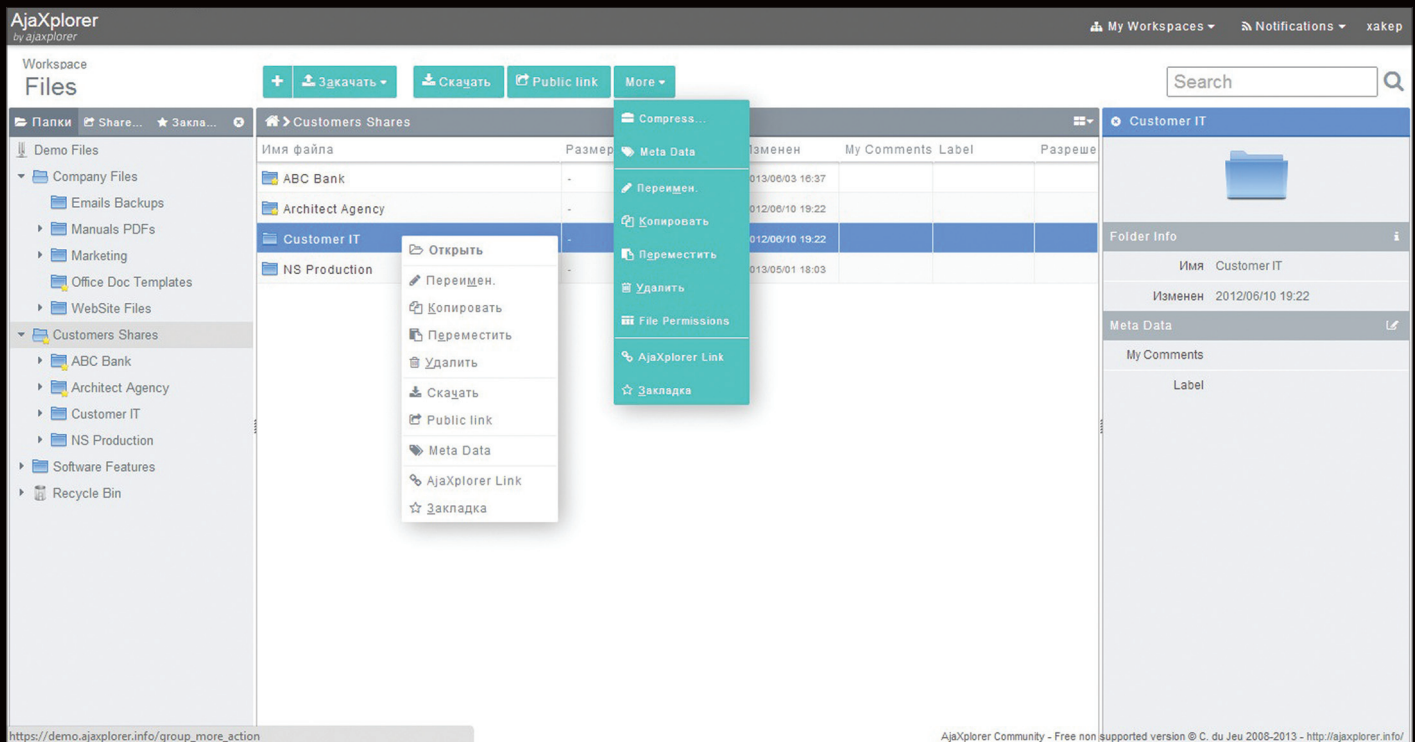 AjaXplorer
by ajaxplorer
My Workspaces
Notifications
xakep
Workspace
Files
Закачать
Скачать
Public link
More
Search
Папки
Share...
Закла...
Customers Shares
Customer IT
Demo Files
Company Files
Emails Backups
Manuals PDFs
Marketing
Office Doc Templates
WebSite Files
Customers Shares
ABC Bank
Architect Agency
Customer IT
NS Production
Software Features
Recycle Bin
Имя файла
Размер
Изменен
My Comments
Label
Разреше
ABC Bank
-
013/06/03 16:37
Architect Agency
-
012/06/10 19:22
Customer IT
-
012/06/10 19:22
NS Production
-
013/05/01 18:03
Открыть
Переимен.
Копировать
Переместить
Удалить
Скачать
Public link
Meta Data
AjaXplorer Link
Закладка
Compress...
Meta Data
Переимен.
Копировать
Переместить
Удалить
File Permissions
AjaXplorer Link
Закладка
Folder Info
Имя Customer IT
Изменен 2012/06/10 19:22
Meta Data
My Comments
Label
https://demo.ajaxplorer.info/group_more_action
AjaXplorer Community - Free non supported version © C. du Jeu 2008-2013 - http://ajaxplorer.info/